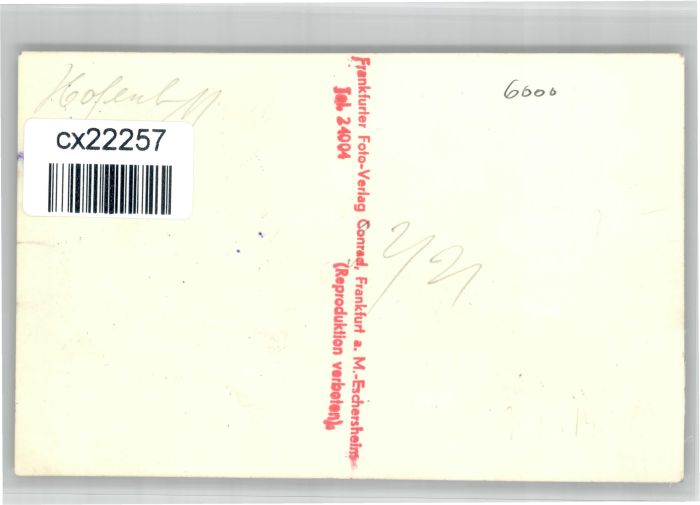 cx22257
6000
Frankfurter Foto-Verlag Conrad, Frankfurt a. M.-Eschersheim
Tel. 24004
(Reproduktion verboten)